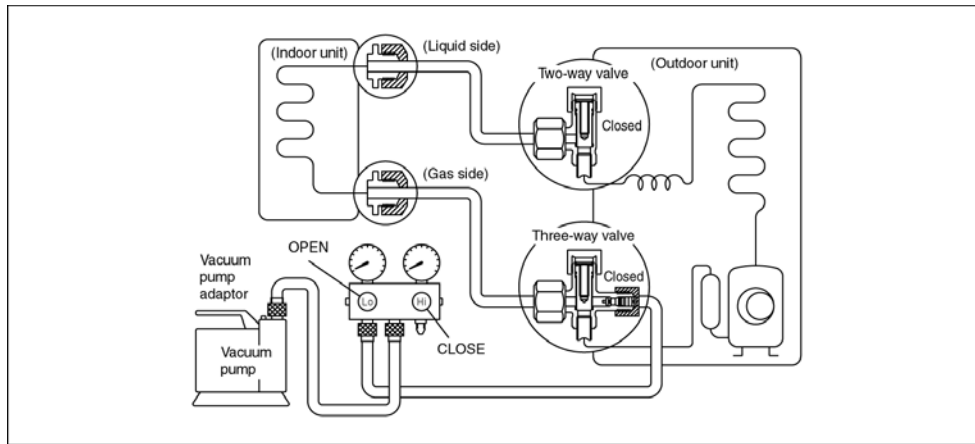 (Indoor unit)
(Liquid side)
Two-way valve
(Outdoor unit)
Closed
(Gas side)
Three-way valve
Closed
OPEN
Vacuum
pump
adaptor
Lo
Hi
CLOSE
Vacuum
pump